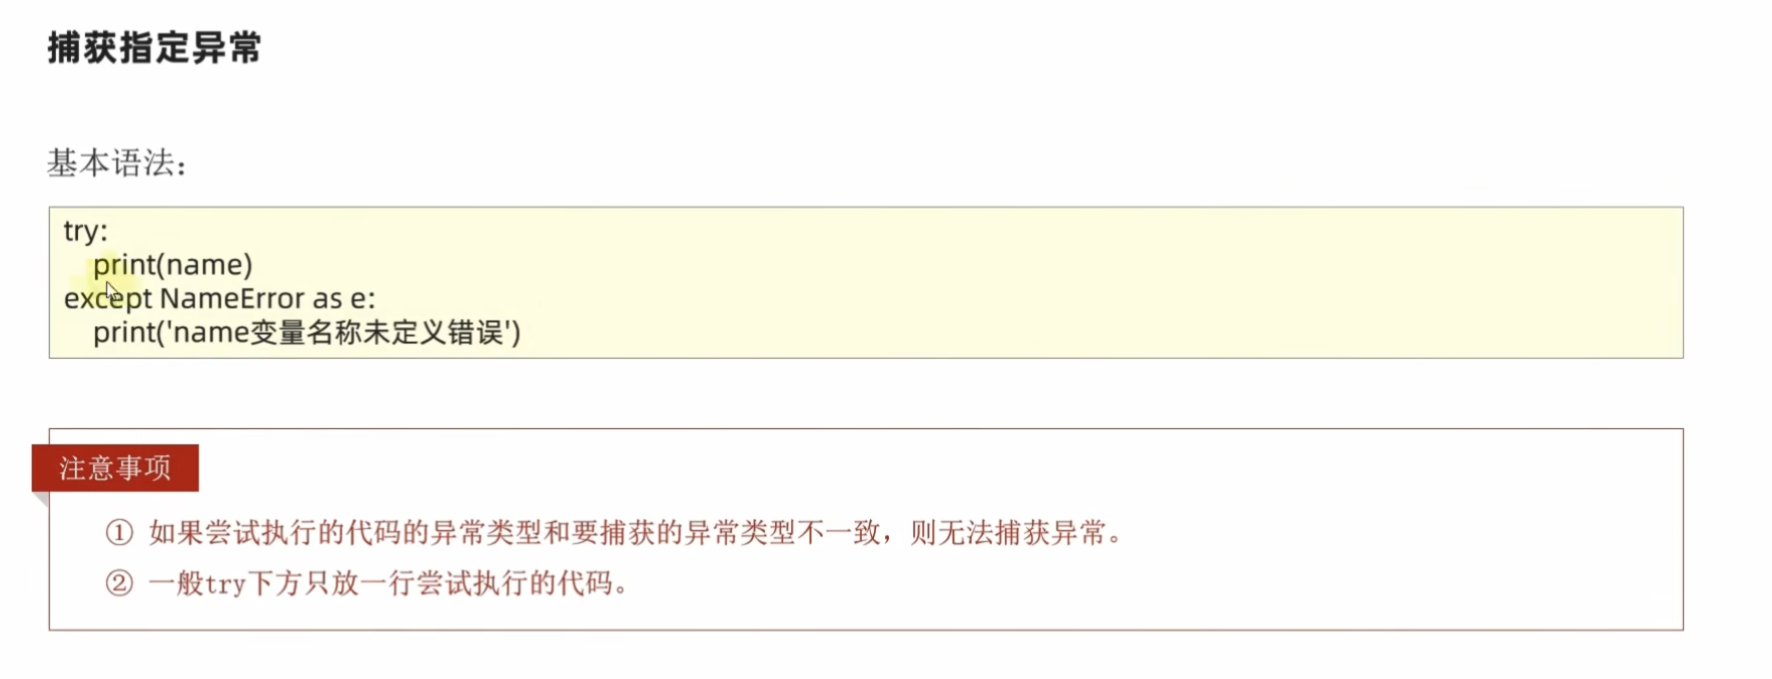 捕获指定异常
基本语法：
try:
    print(name)
except NameError as e:
    print('name变量名称未定义错误')
注意事项
① 如果尝试执行的代码的异常类型和要捕获的异常类型不一致，则无法捕获异常。
② 一般try下方只放一行尝试执行的代码。